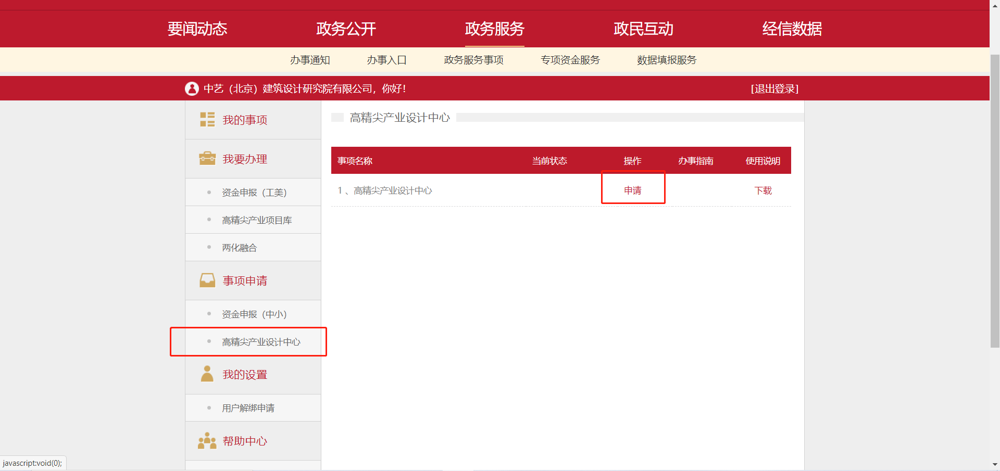 要闻动态 政务公开 政务服务 政民互动 经信数据
办事通知 办事入口 政务服务事项 专项资金服务 数据填报服务
中艺（北京）建筑设计研究院有限公司，你好！ [退出登录]
我的事项
我要办理
资金申报（工美）
高精尖产业项目库
两化融合
事项申请
资金申报（中小）
高精尖产业设计中心
我的设置
用户解绑申请
帮助中心
高精尖产业设计中心
事项名称 当前状态 操作 办事指南 使用说明
1 、高精尖产业设计中心 申请 下载
javascript:void(0);